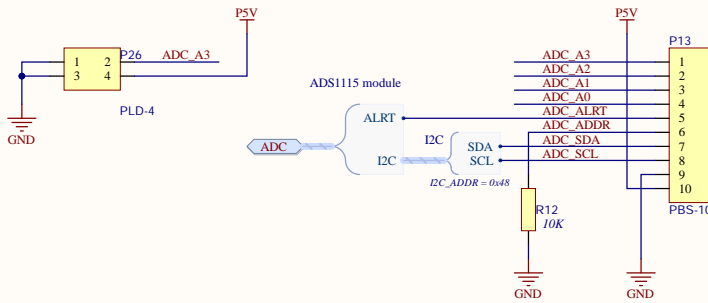 P5V
P26
1 2 ADC_A3
3 4
PLD-4
GND
ADS1115 module
ADC
ALRT
I2C
I2C
SDA
SCL
I2C_ADDR = 0x48
P5V
P13
ADC_A3 1
ADC_A2 2
ADC_A1 3
ADC_A0 4
ADC_ALRT 5
ADC_ADDR 6
ADC_SDA 7
ADC_SCL 8
9
10
PBS-10
R12
10K
GND
GND